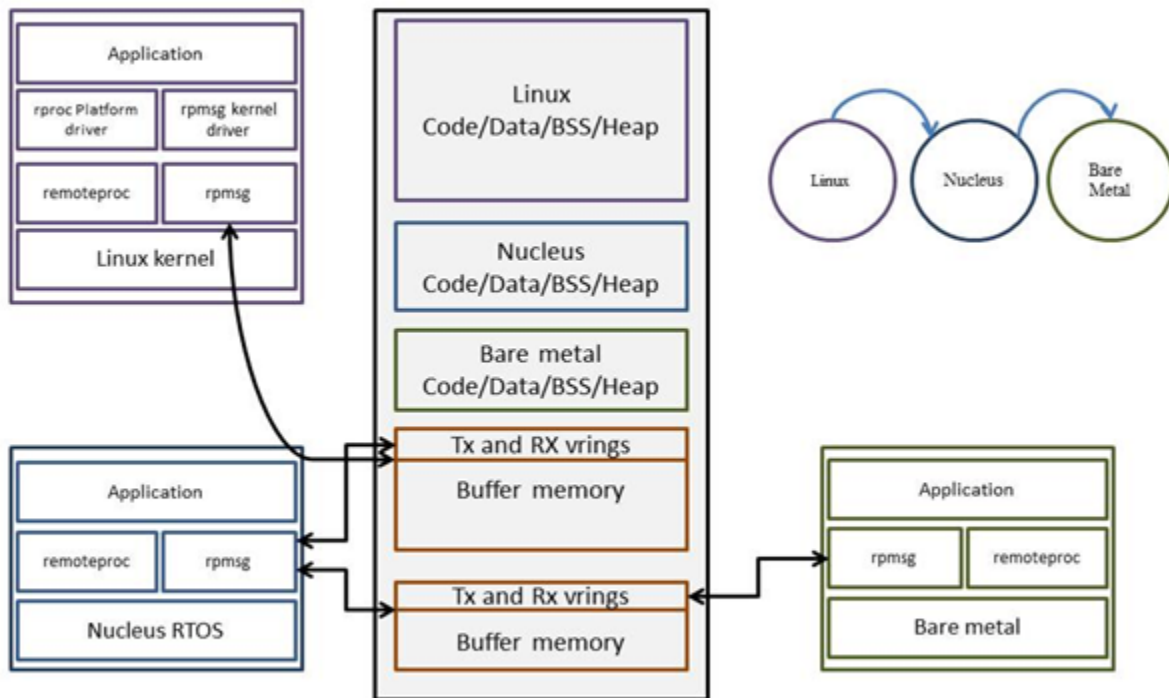 Application
rproc Platform
driver
rpmsg kernel
driver
remoteproc
rpmsg
Linux kernel
Linux
Code/Data/BSS/Heap
Nucleus
Code/Data/BSS/Heap
Bare metal
Code/Data/BSS/Heap
Tx and RX vrings
Buffer memory
Tx and Rx vrings
Buffer memory
Linux
Nucleus
Bare
Metal
Application
remoteproc
rpmsg
Nucleus RTOS
Application
rpmsg
remoteproc
Bare metal